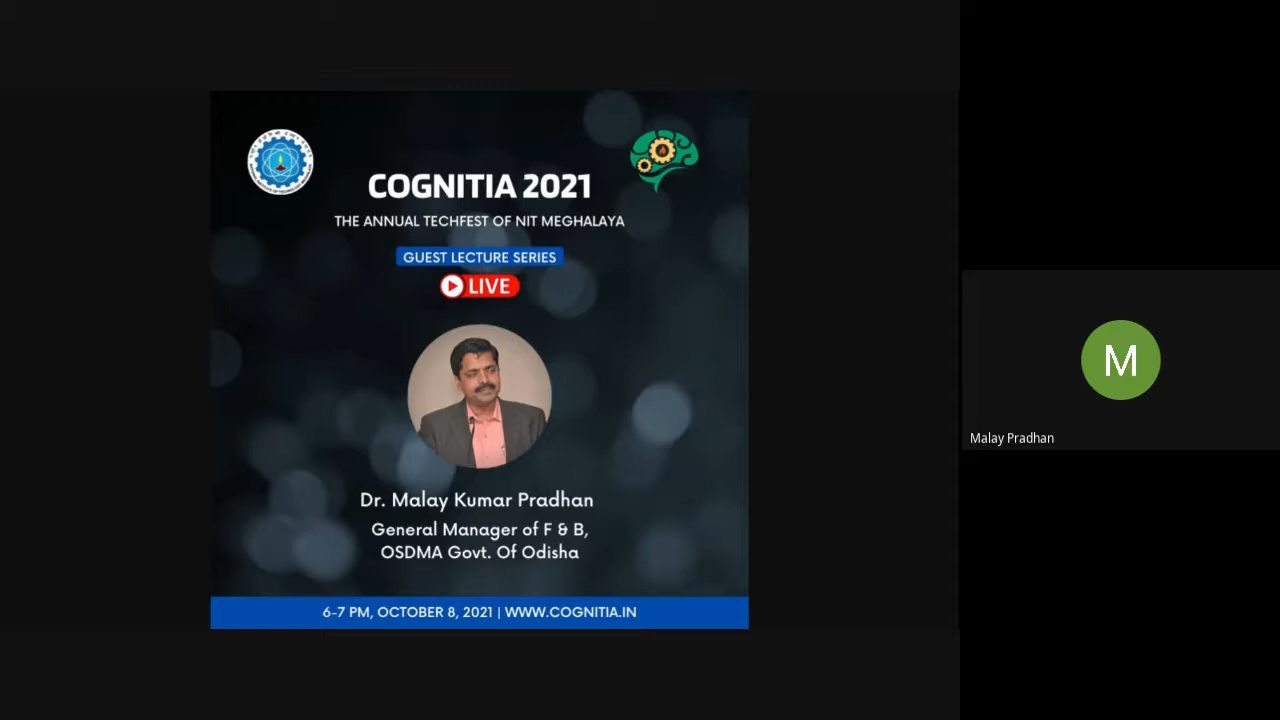 COGNITIA 2021
THE ANNUAL TECHFEST OF NIT MEGHALAYA
GUEST LECTURE SERIES
LIVE
Dr. Malay Kumar Pradhan
General Manager of F & B,
OSDMA Govt. Of Odisha
6-7 PM, OCTOBER 8, 2021 | WWW.COGNITIA.IN
M
Malay Pradhan